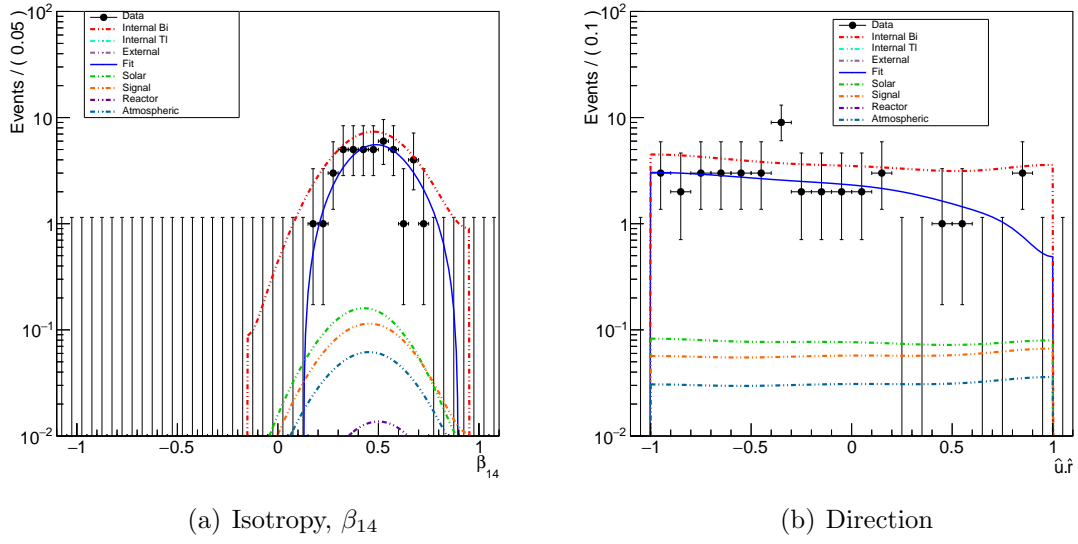 Events / ( 0.05 )
10²
10
1
10⁻¹
10⁻²
Data
Internal Bi
Internal Tl
External
Fit
Solar
Signal
Reactor
Atmospheric
−1 −0.5 0 0.5 1
β₁₄
(a) Isotropy, β₁₄
Events / ( 0.1 )
10²
10
1
10⁻¹
10⁻²
Data
Internal Bi
Internal Tl
External
Fit
Solar
Signal
Reactor
Atmospheric
−1 −0.5 0 0.5 1
û.r̂
(b) Direction